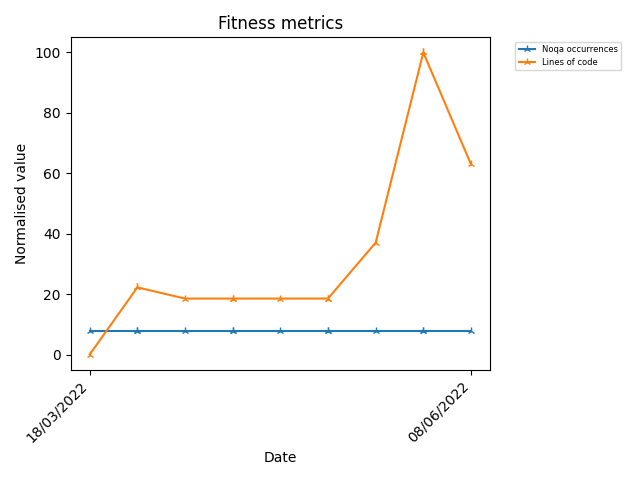 Fitness metrics
Noqa occurrences
Lines of code
100
80
60
40
20
0
Normalised value
18/03/2022
08/06/2022
Date